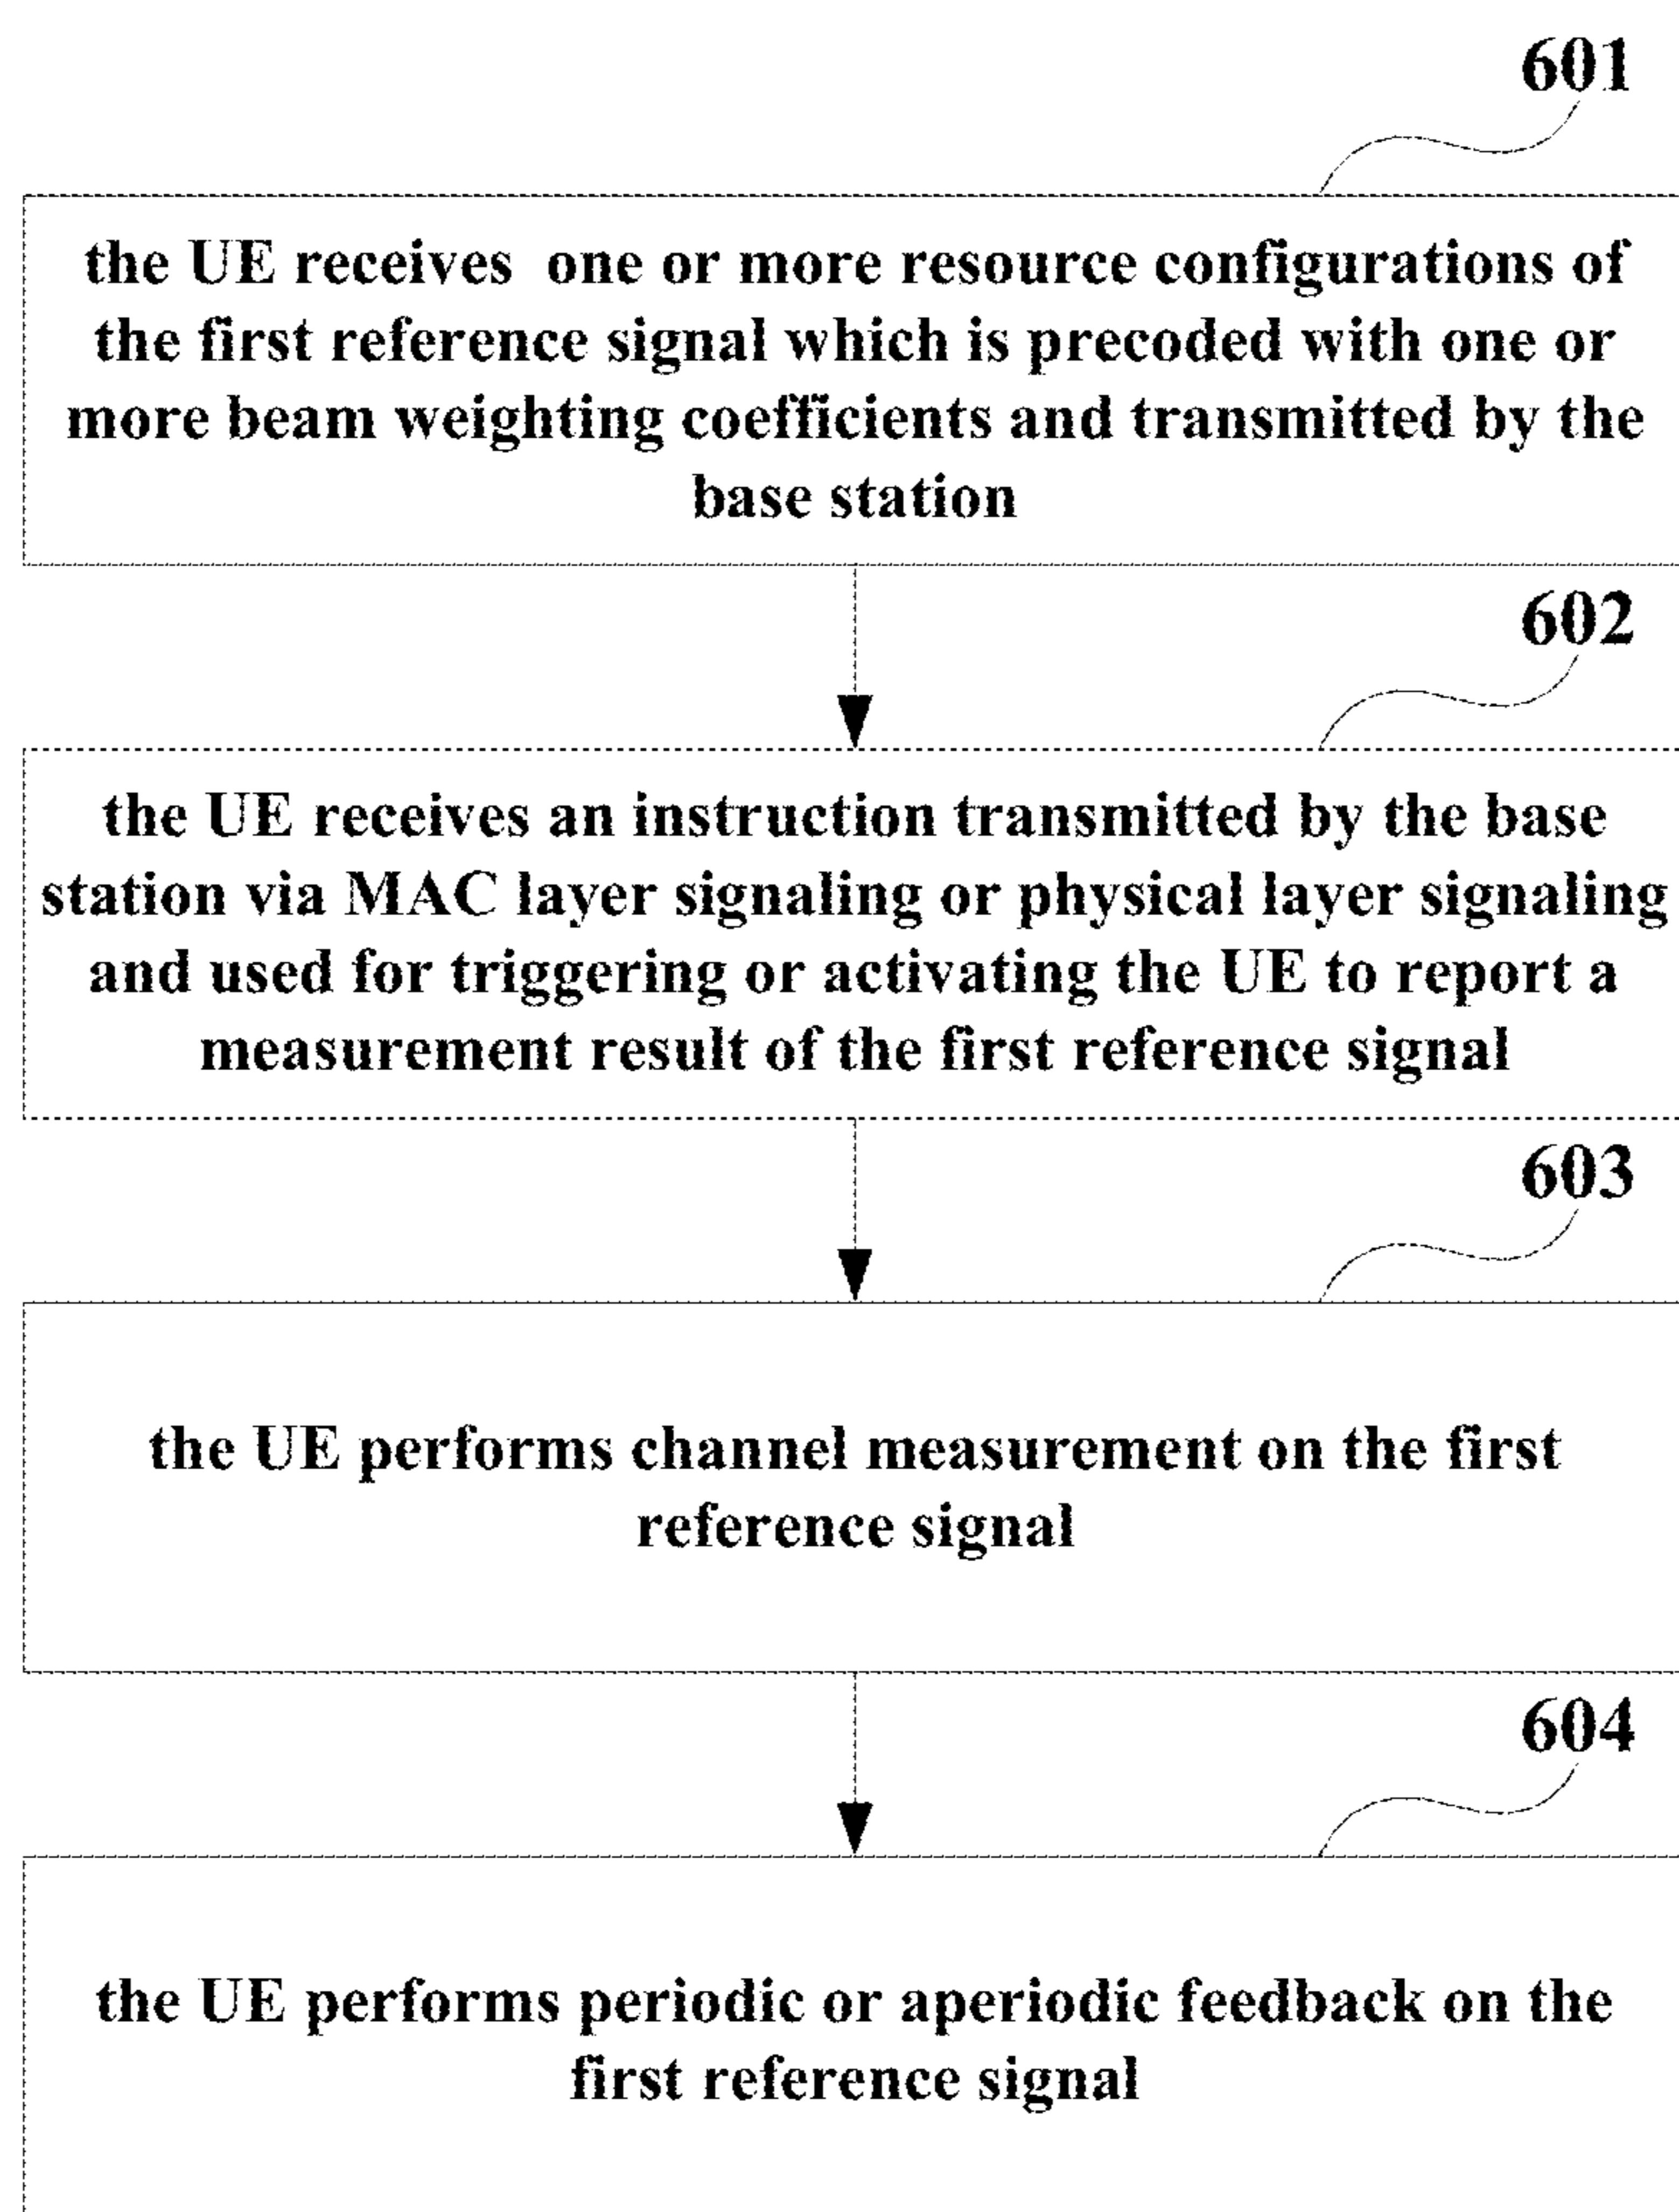 601
the UE receives one or more resource configurations of
the first reference signal which is precoded with one or
more beam weighting coefficients and transmitted by the
base station
602
the UE receives an instruction transmitted by the base
station via MAC layer signaling or physical layer signaling
and used for triggering or activating the UE to report a
measurement result of the first reference signal
603
the UE performs channel measurement on the first
reference signal
604
the UE performs periodic or aperiodic feedback on the
first reference signal